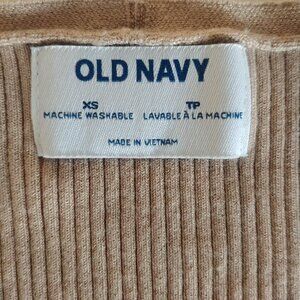 OLD NAVY
XS TP
MACHINE WASHABLE LAVABLE À LA MACHINE
MADE IN VIETNAM